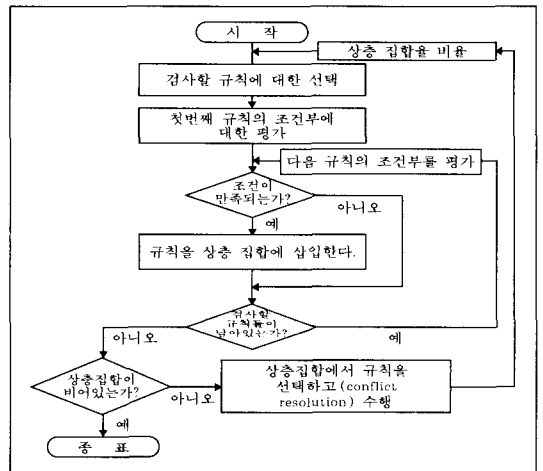 시 작
상충 집합율 비움
검사할 규칙에 대한 선택
첫번째 규칙의 조건부에
대한 평가
다음 규칙의 조건부를 평가
조건이
만족되는가?
아니오
예
규칙을 상충 집합에 삽입한다.
검사할
규칙들이
남아있는가?
아니오
예
상충집합이
비어있는가?
아니오
상충집합에서 규칙을
선택하고 (conflict
resolution) 수행
예
종 료